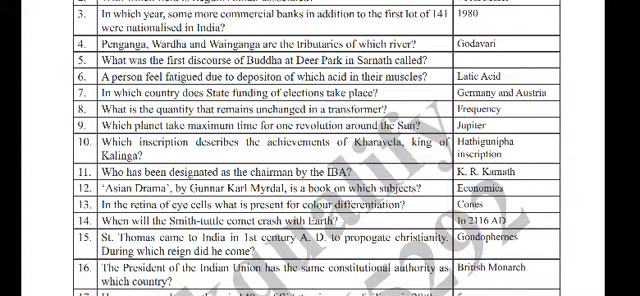 3. In which year, some more commercial banks in addition to the first lot of 141 1980
were nationalised in India?
4. Penganga, Wardha and Wainganga are the tributaries of which river? Godavari
5. What was the first discourse of Buddha at Deer Park in Sarnath called?
6. A person feel fatigued due to depositon of which acid in their muscles? Latic Acid
7. In which country does State funding of elections take place? Germany and Austria
8. What is the quantity that remains unchanged in a transformer? Frequency
9. Which planet take maximum time for one revolution around the Sun? Jupiter
10. Which inscription describes the achievements of Kharavela, king of Hathigunipha
Kalinga? inscription
11. Who has been designated as the chairman by the IBA? K. R. Kamath
12. 'Asian Drama', by Gunnar Karl Myrdal, is a book on which subjects? Economics
13. In the retina of eye cells what is present for colour differentiation? Cones
14. When will the Smith-tuttle comet crash with Earth? In 2116 AD
15. St. Thomas came to India in 1st century A. D. to propogate christianity. Gondophernes
During which reign did he come?
16. The President of the Indian Union has the same constitutional authority as British Monarch
which country?
17.